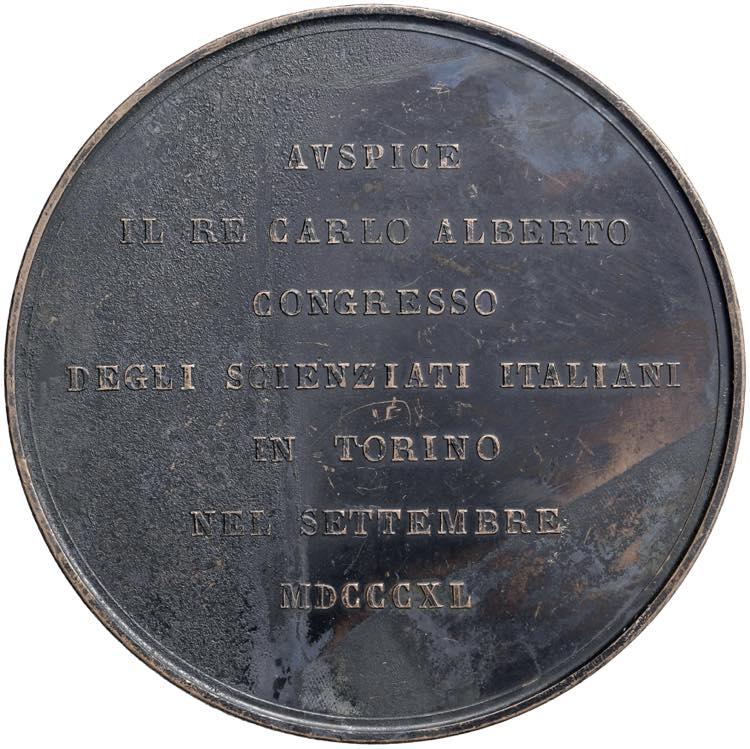 AVSPICE
IL RE CARLO ALBERTO
CONGRESSO
DEGLI SCIENZIATI ITALIANI
IN TORINO
NEL SETTEMBRE
MDCCCXL